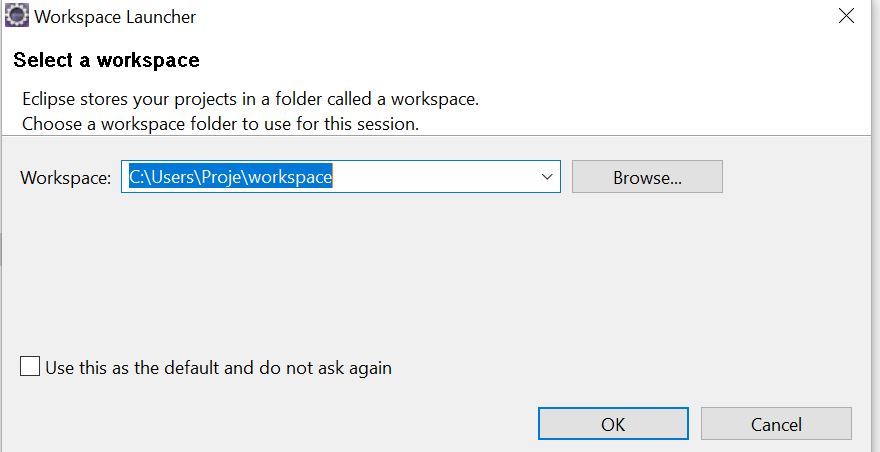 Workspace Launcher
Select a workspace
Eclipse stores your projects in a folder called a workspace.
Choose a workspace folder to use for this session.
Workspace: C:\Users\Proje\workspace Browse...
Use this as the default and do not ask again
OK Cancel